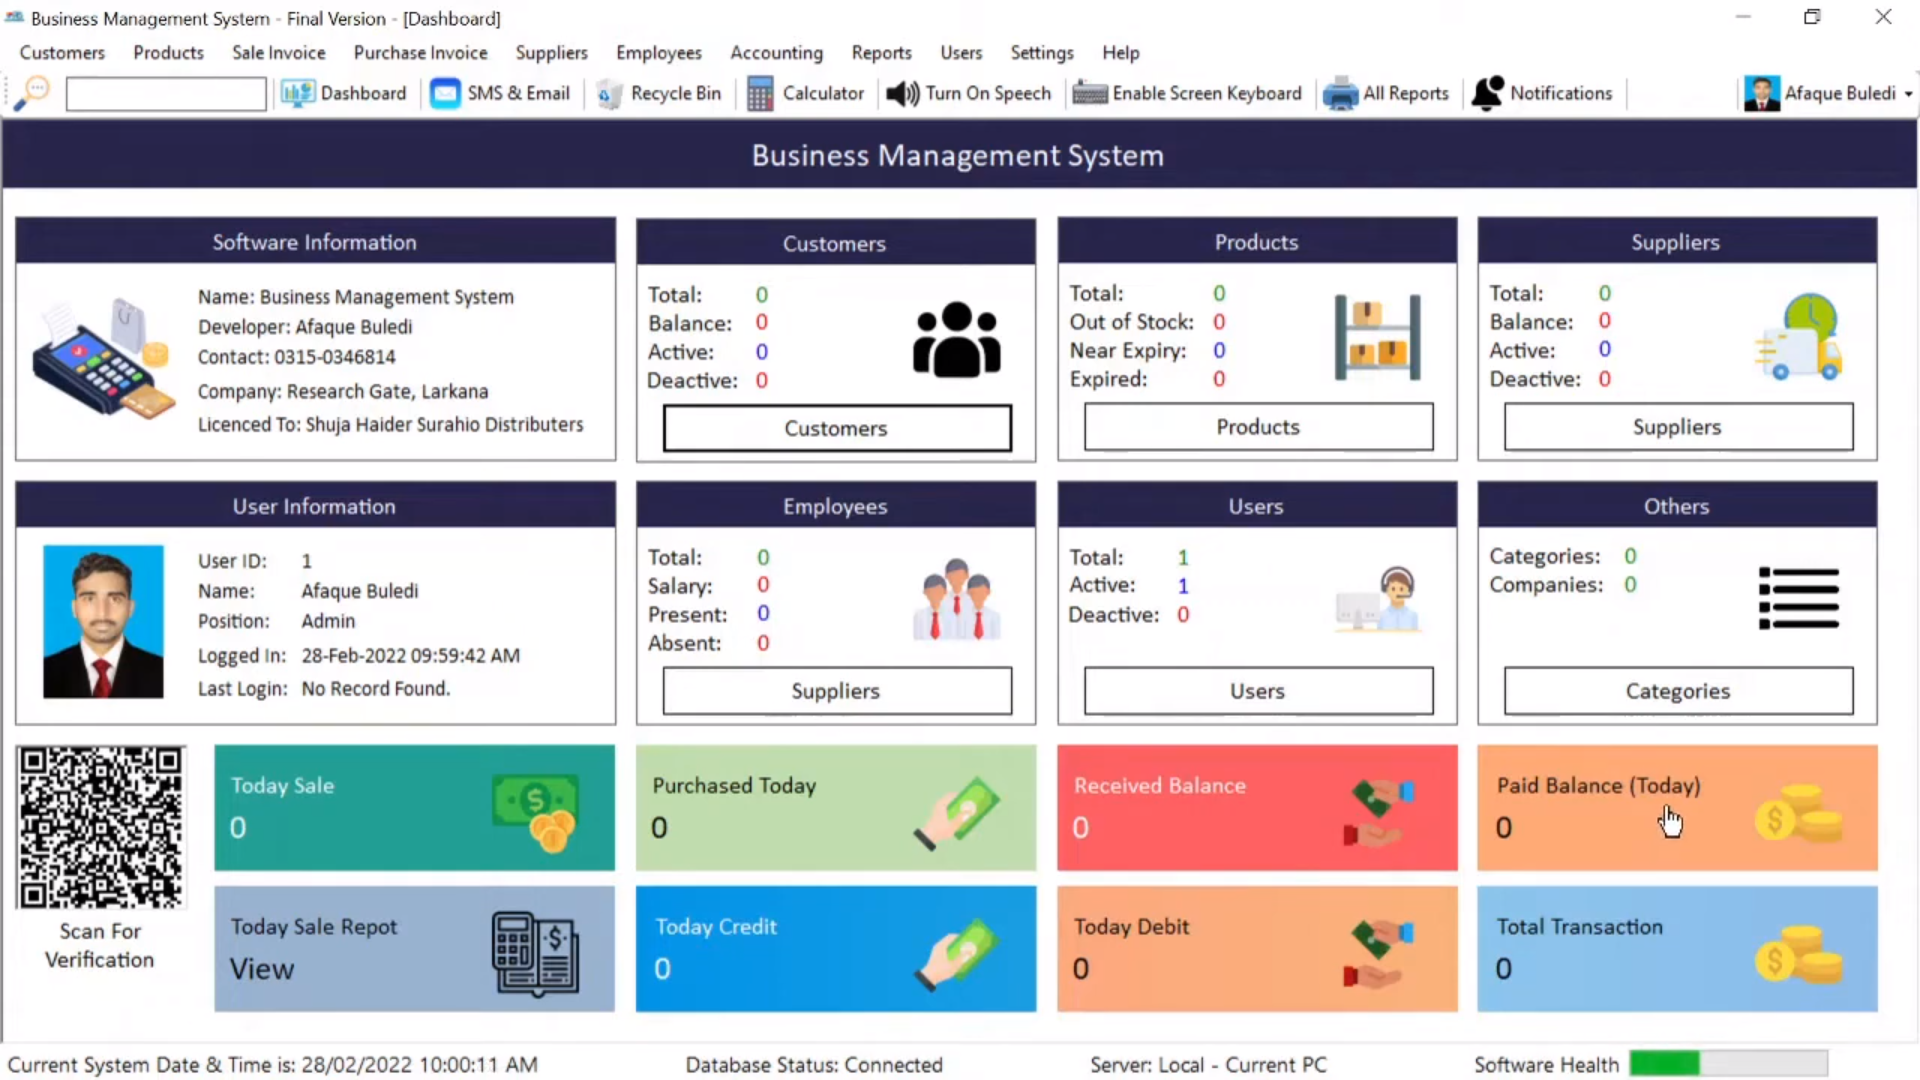 Business Management System - Final Version - [Dashboard]
Customers Products Sale Invoice Purchase Invoice Suppliers Employees Accounting Reports Users Settings Help
Dashboard SMS & Email Recycle Bin Calculator Turn On Speech Enable Screen Keyboard All Reports Notifications Afaque Buledi
Business Management System
Software Information
Name: Business Management System
Developer: Afaque Buledi
Contact: 0315-0346814
Company: Research Gate, Larkana
Licenced To: Shuja Haider Surahio Distributers
Customers
Total: 0
Balance: 0
Active: 0
Deactive: 0
Customers
Products
Total: 0
Out of Stock: 0
Near Expiry: 0
Expired: 0
Products
Suppliers
Total: 0
Balance: 0
Active: 0
Deactive: 0
Suppliers
User Information
User ID: 1
Name: Afaque Buledi
Position: Admin
Logged In: 28-Feb-2022 09:59:42 AM
Last Login: No Record Found.
Employees
Total: 0
Salary: 0
Present: 0
Absent: 0
Suppliers
Users
Total: 1
Active: 1
Deactive: 0
Users
Others
Categories: 0
Companies: 0
Categories
Scan For
Verification
Today Sale
0
Purchased Today
0
Received Balance
0
Paid Balance (Today)
0
Today Sale Repot
View
Today Credit
0
Today Debit
0
Total Transaction
0
Current System Date & Time is: 28/02/2022 10:00:11 AM Database Status: Connected Server: Local - Current PC Software Health